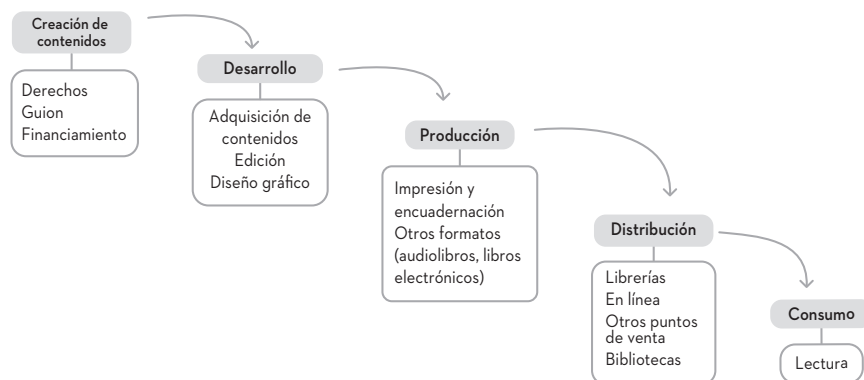 Creación de
contenidos
Derechos
Guion
Financiamiento
Desarrollo
Adquisición de
contenidos
Edición
Diseño gráfico
Producción
Impresión y
encuadernación
Otros formatos
(audiolibros, libros
electrónicos)
Distribución
Librerías
En línea
Otros puntos
de venta
Bibliotecas
Consumo
Lectura